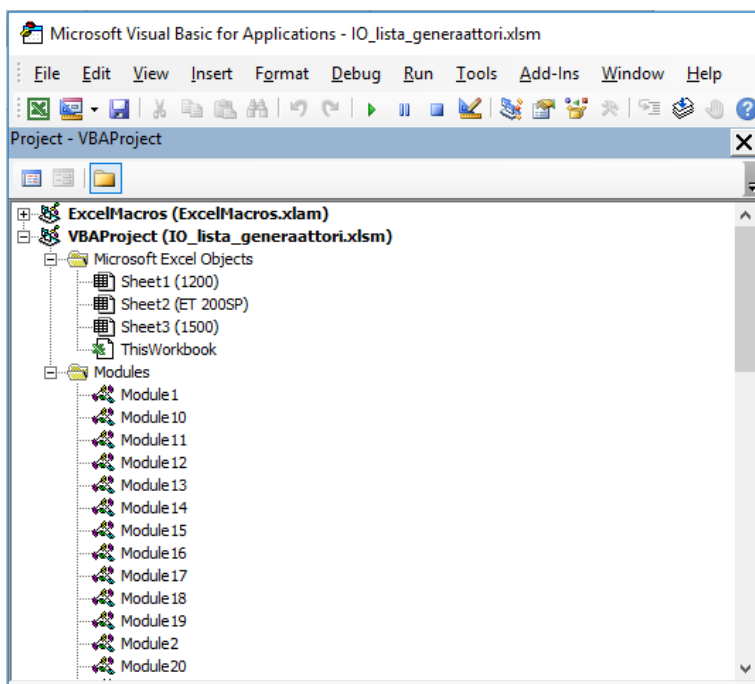 Microsoft Visual Basic for Applications - IO_lista_generaattori.xlsm
File Edit View Insert Format Debug Run Tools Add-Ins Window Help
Project - VBAProject
ExcelMacros (ExcelMacros.xlam)
VBAProject (IO_lista_generaattori.xlsm)
Microsoft Excel Objects
Sheet1 (1200)
Sheet2 (ET 200SP)
Sheet3 (1500)
ThisWorkbook
Modules
Module1
Module10
Module11
Module12
Module13
Module14
Module15
Module16
Module17
Module18
Module19
Module2
Module20